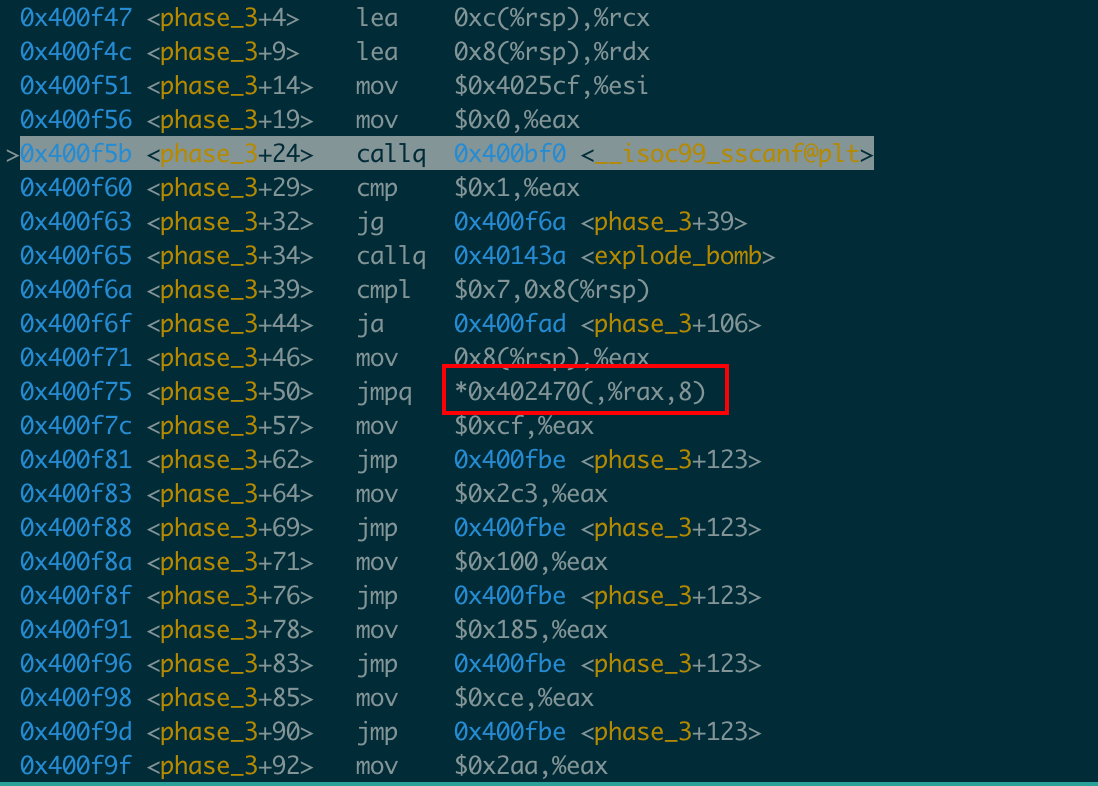 0x400f47 <phase_3+4> lea 0xc(%rsp),%rcx
0x400f4c <phase_3+9> lea 0x8(%rsp),%rdx
0x400f51 <phase_3+14> mov $0x4025cf,%esi
0x400f56 <phase_3+19> mov $0x0,%eax
>0x400f5b <phase_3+24> callq 0x400bf0 <__isoc99_sscanf@plt>
0x400f60 <phase_3+29> cmp $0x1,%eax
0x400f63 <phase_3+32> jg 0x400f6a <phase_3+39>
0x400f65 <phase_3+34> callq 0x40143a <explode_bomb>
0x400f6a <phase_3+39> cmpl $0x7,0x8(%rsp)
0x400f6f <phase_3+44> ja 0x400fad <phase_3+106>
0x400f71 <phase_3+46> mov 0x8(%rsp),%eax
0x400f75 <phase_3+50> jmpq *0x402470(,%rax,8)
0x400f7c <phase_3+57> mov $0xcf,%eax
0x400f81 <phase_3+62> jmp 0x400fbe <phase_3+123>
0x400f83 <phase_3+64> mov $0x2c3,%eax
0x400f88 <phase_3+69> jmp 0x400fbe <phase_3+123>
0x400f8a <phase_3+71> mov $0x100,%eax
0x400f8f <phase_3+76> jmp 0x400fbe <phase_3+123>
0x400f91 <phase_3+78> mov $0x185,%eax
0x400f96 <phase_3+83> jmp 0x400fbe <phase_3+123>
0x400f98 <phase_3+85> mov $0xce,%eax
0x400f9d <phase_3+90> jmp 0x400fbe <phase_3+123>
0x400f9f <phase_3+92> mov $0x2aa,%eax